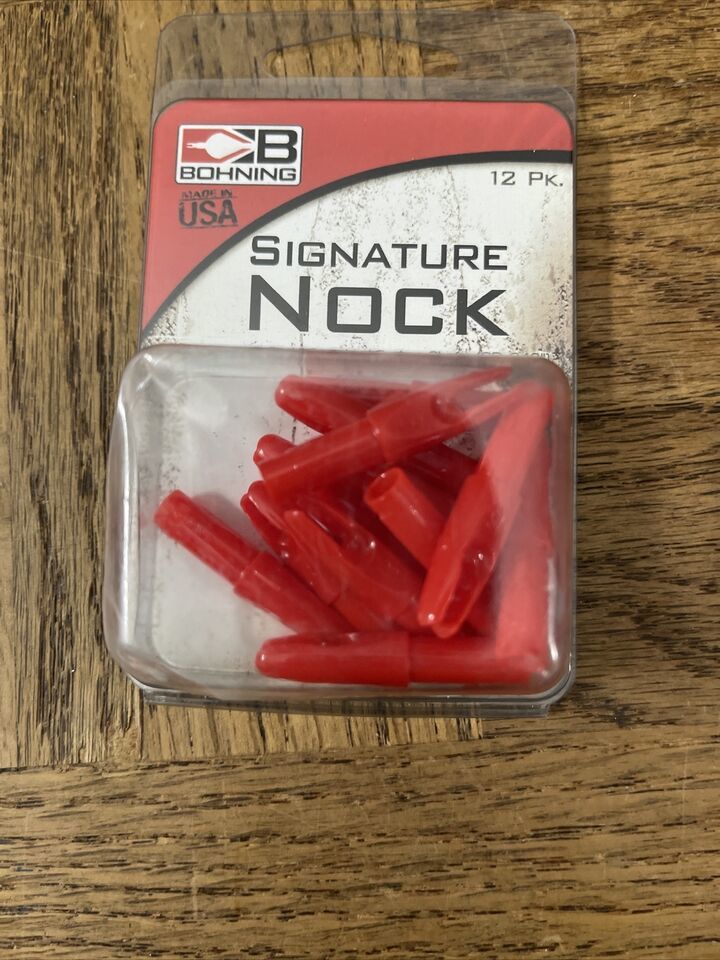 BOHNING
12 PK.
MADE IN
USA
SIGNATURE
NOCK